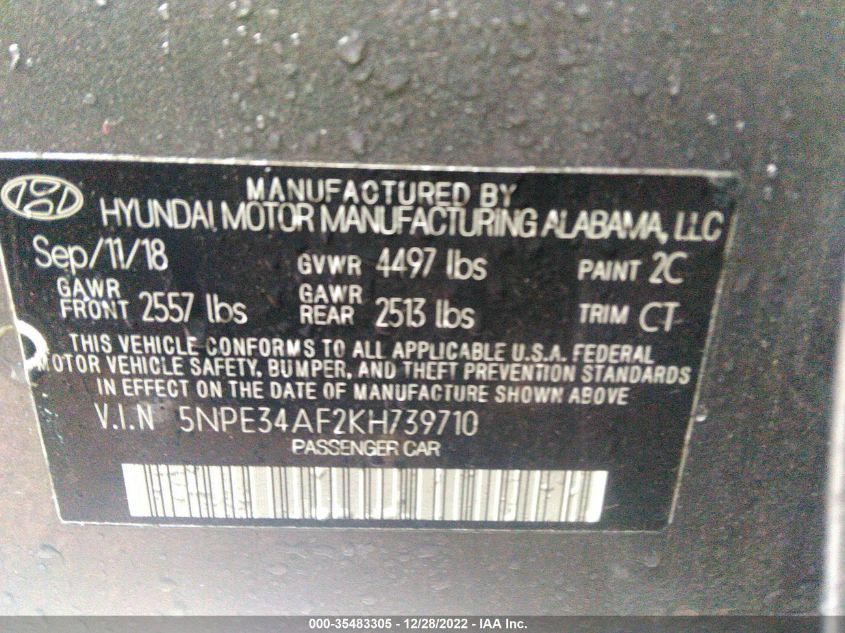 MANUFACTURED BY
HYUNDAI MOTOR MANUFACTURING ALABAMA, LLC
Sep/11/18 GVWR 4497 lbs PAINT 2C
GAWR FRONT 2557 lbs GAWR REAR 2513 lbs TRIM CT
THIS VEHICLE CONFORMS TO ALL APPLICABLE U.S.A. FEDERAL
MOTOR VEHICLE SAFETY, BUMPER, AND THEFT PREVENTION STANDARDS
IN EFFECT ON THE DATE OF MANUFACTURE SHOWN ABOVE
V.I.N 5NPE34AF2KH739710
PASSENGER CAR
000-35483305 - 12/28/2022 - IAA Inc.